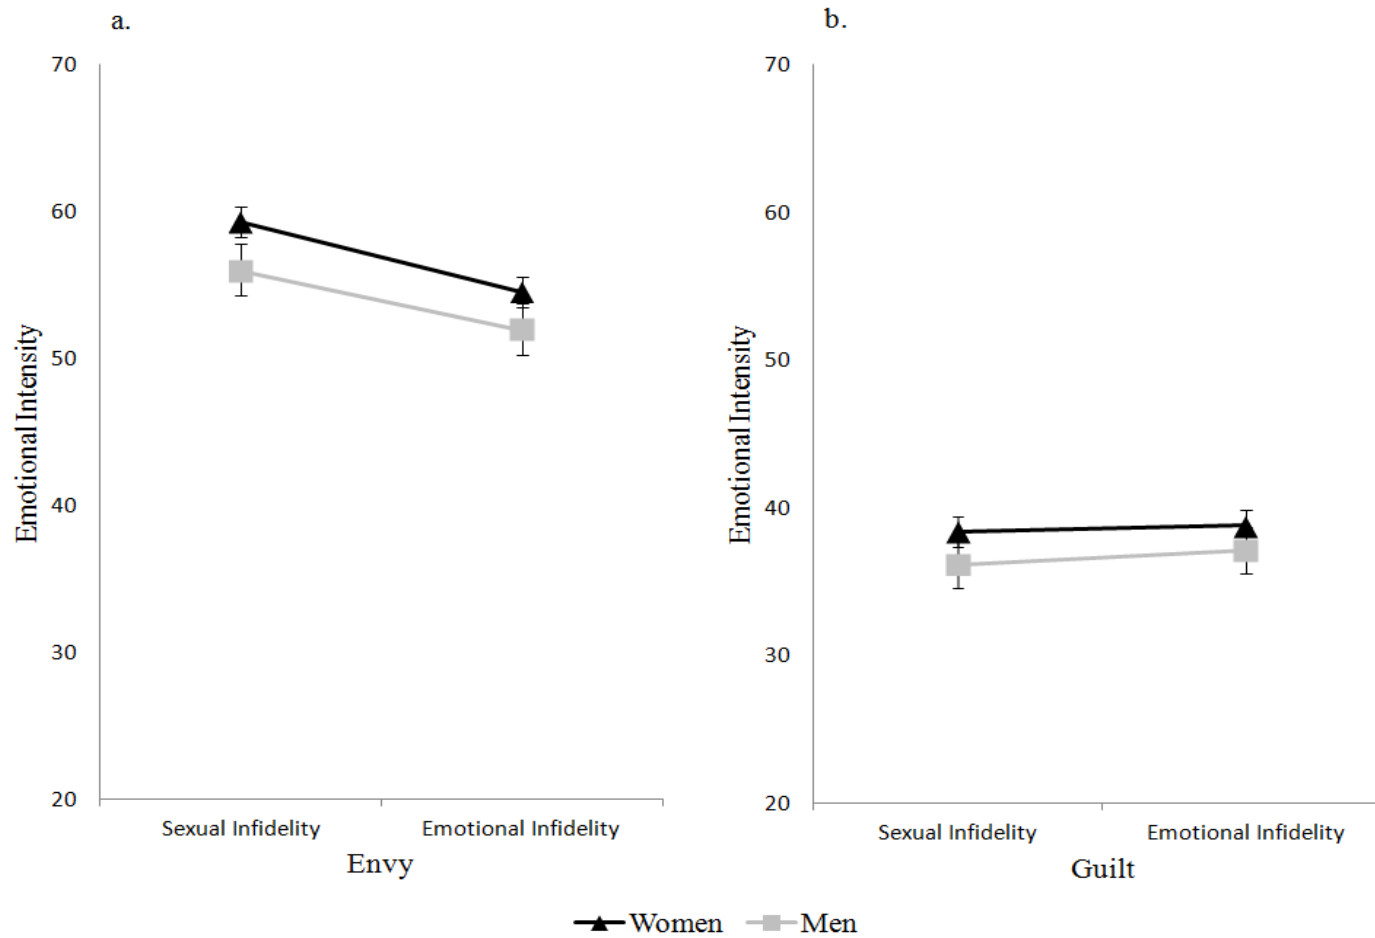 a.
70
60
50
40
30
20
Emotional Intensity
Sexual Infidelity
Emotional Infidelity
Envy
b.
70
60
50
40
30
20
Emotional Intensity
Sexual Infidelity
Emotional Infidelity
Guilt
Women
Men